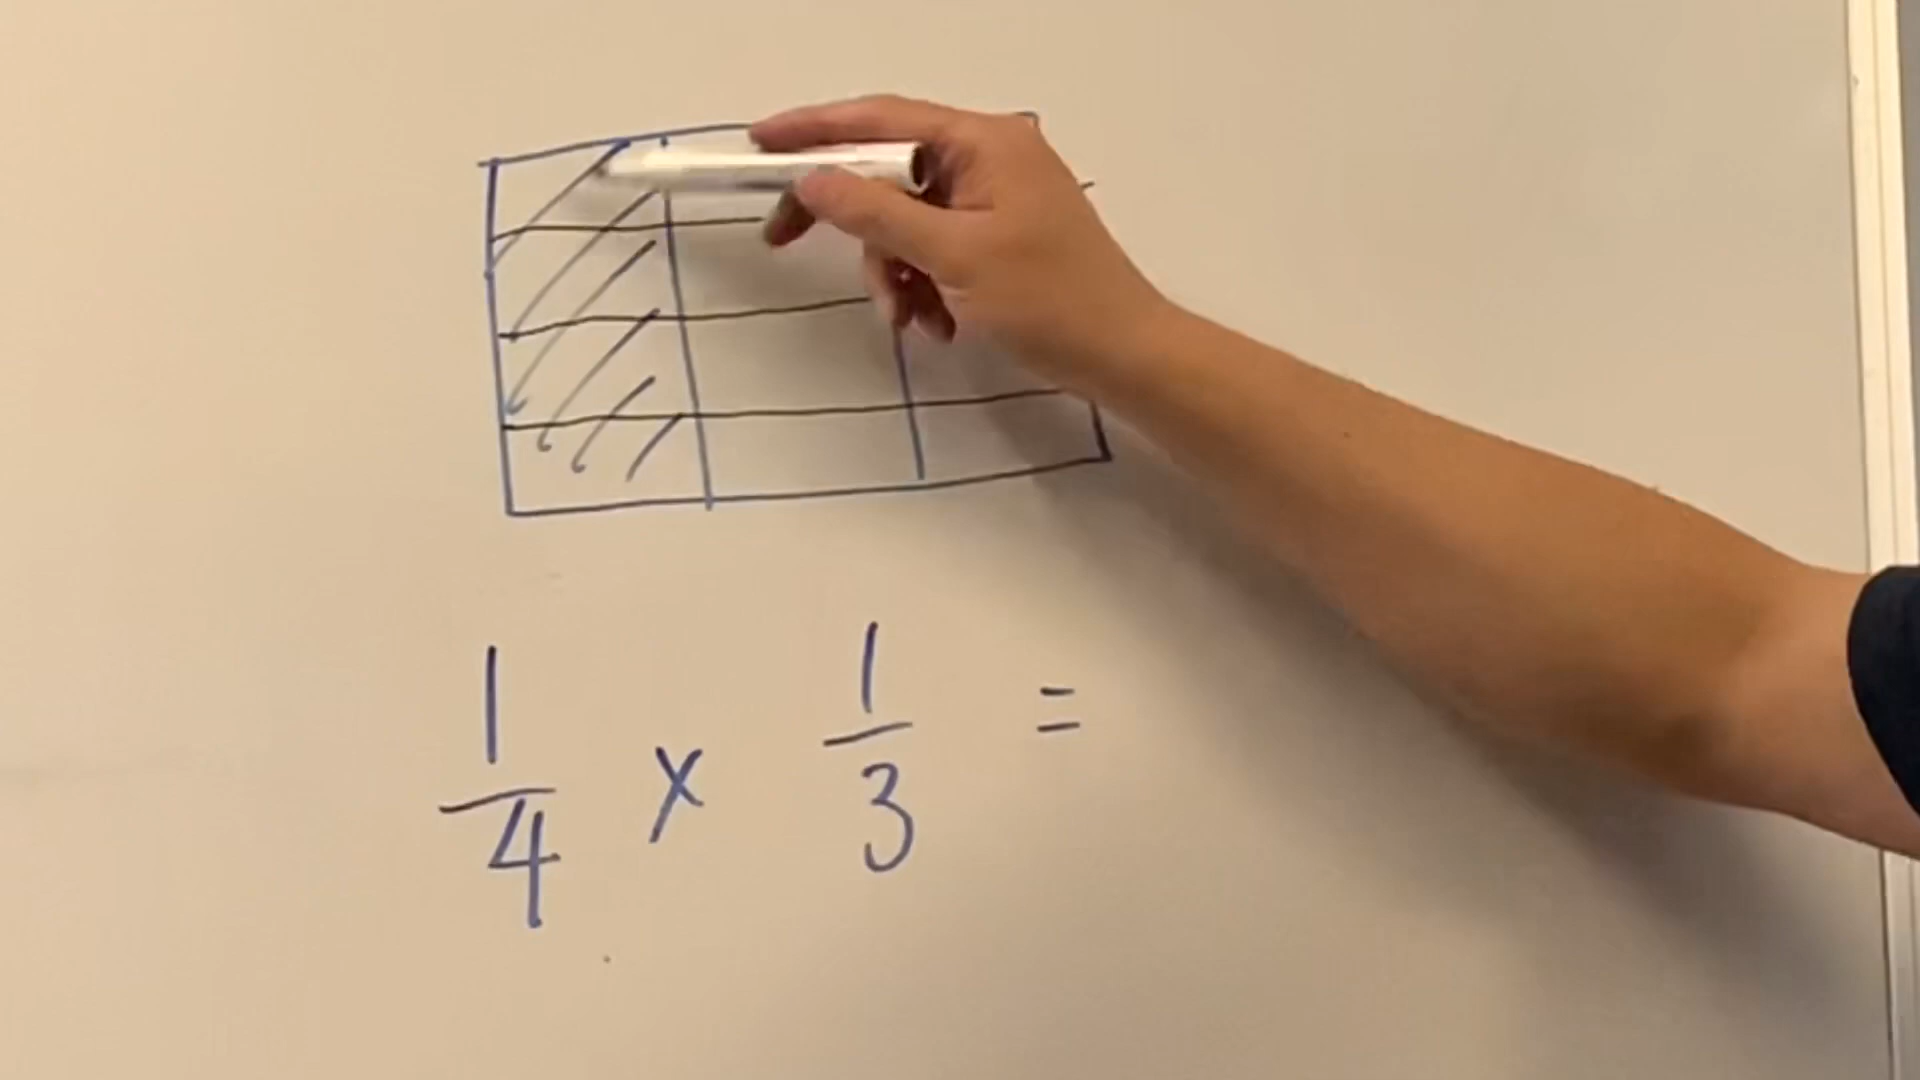 1/4 x 1/3 =